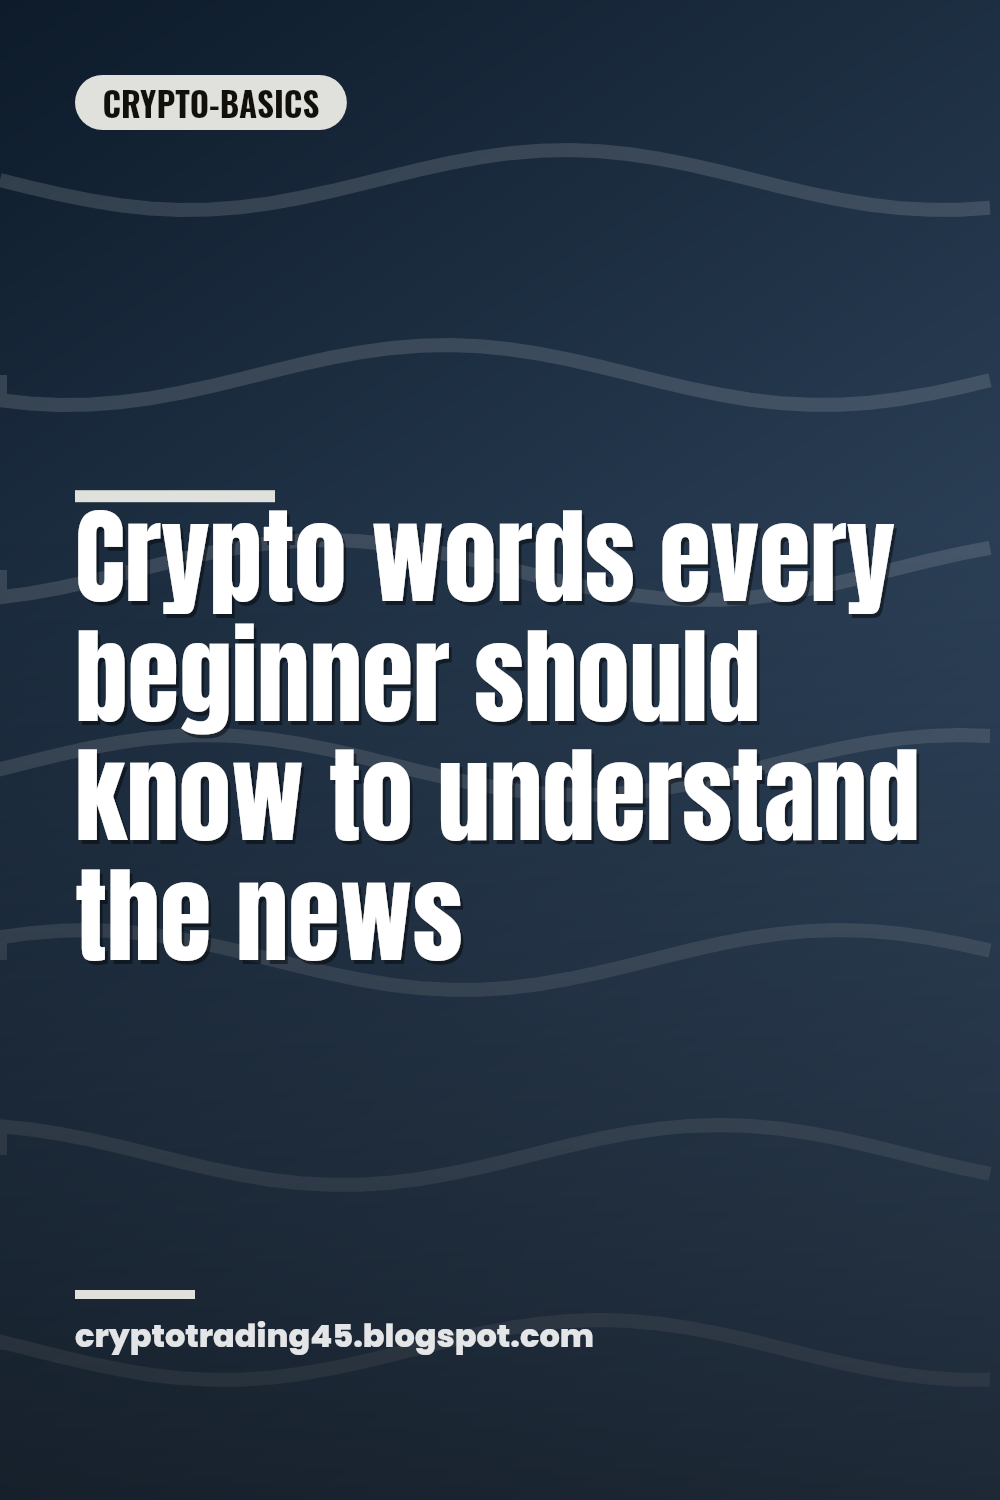 CRYPTO-BASICS
Crypto words every
beginner should
know to understand
the news
cryptotrading45.blogspot.com